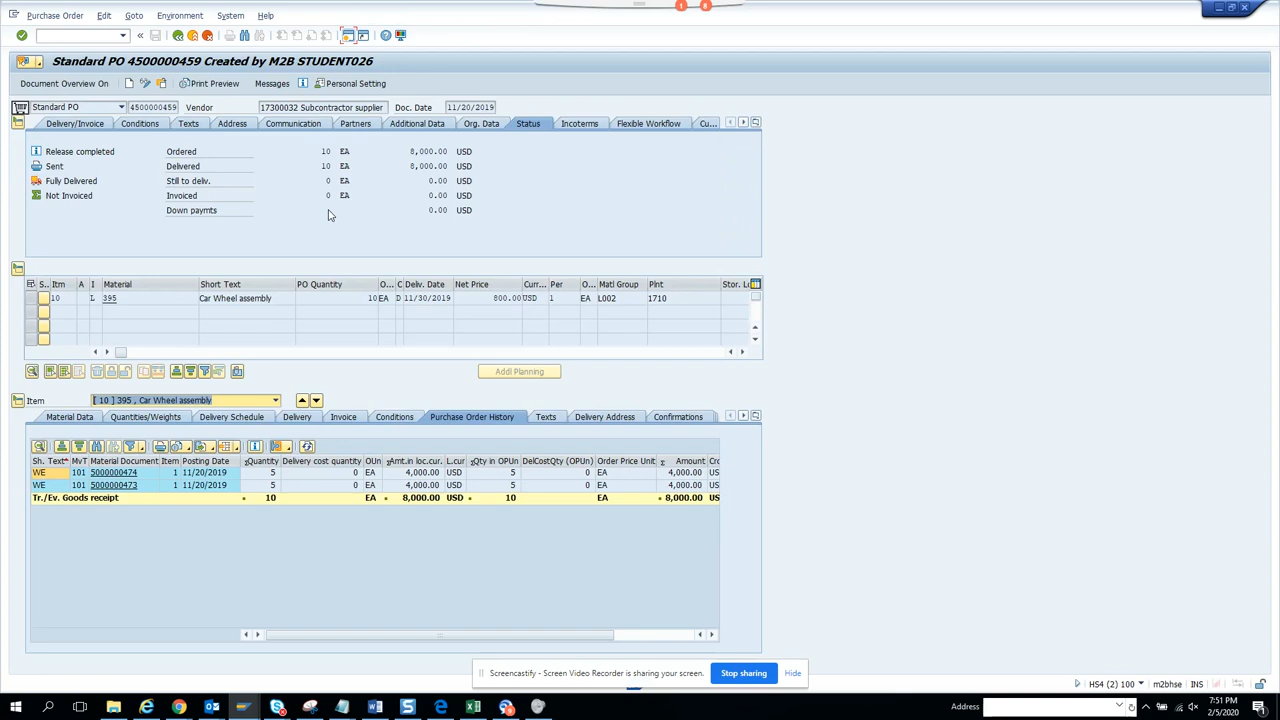 Purchase Order Edit Goto Environment System Help
1 8
Standard PO 4500000459 Created by M2B STUDENT026
Document Overview On Print Preview Messages Personal Setting
Standard PO 4500000459 Vendor 17300032 Subcontractor supplier Doc. Date 11/20/2019
Delivery/Invoice Conditions Texts Address Communication Partners Additional Data Org. Data Status Incoterms Flexible Workflow Cu...
Release completed Ordered 10 EA 8,000.00 USD
Sent Delivered 10 EA 8,000.00 USD
Fully Delivered Still to deliv. 0 EA 0.00 USD
Not Invoiced Invoiced 0 EA 0.00 USD
Down paymts 0.00 USD
S.. Itm A I Material Short Text PO Quantity O... C Deliv. Date Net Price Curr... Per O... Matl Group Plnt Stor. Lo
10 L 395 Car Wheel assembly 10 EA D 11/30/2019 800.00 USD 1 EA L002 1710
Addl Planning
Item [ 10 ] 395 , Car Wheel assembly
Material Data Quantities/Weights Delivery Schedule Delivery Invoice Conditions Purchase Order History Texts Delivery Address Confirmations
Sh. Text MvT Material Document Item Posting Date Quantity Delivery cost quantity OUn Amt.in loc.cur. L.cur Qty in OPUn DelCostQty (OPUn) Order Price Unit Amount Crc
WE 101 5000000474 1 11/20/2019 5 0 EA 4,000.00 USD 5 0 EA 4,000.00 US
WE 101 5000000473 1 11/20/2019 5 0 EA 4,000.00 USD 5 0 EA 4,000.00 US
Tr./Ev. Goods receipt 10 EA 8,000.00 USD 10 EA 8,000.00 US
Screencastify - Screen Video Recorder is sharing your screen. Stop sharing Hide
HS4 (2) 100 m2bhse INS
Address 7:51 PM
2/5/2020